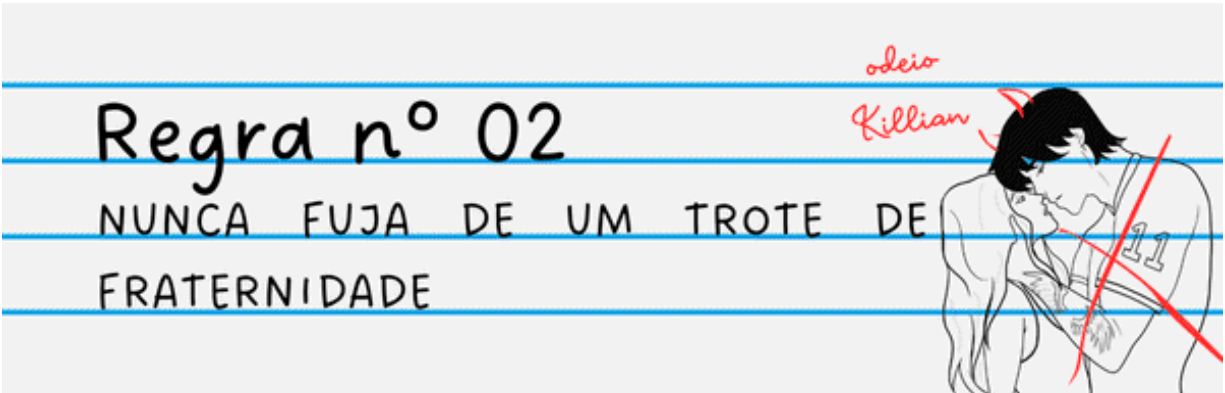 odeio
Killian
Regra nº 02
NUNCA FUJA DE UM TROTE DE
FRATERNIDADE
11